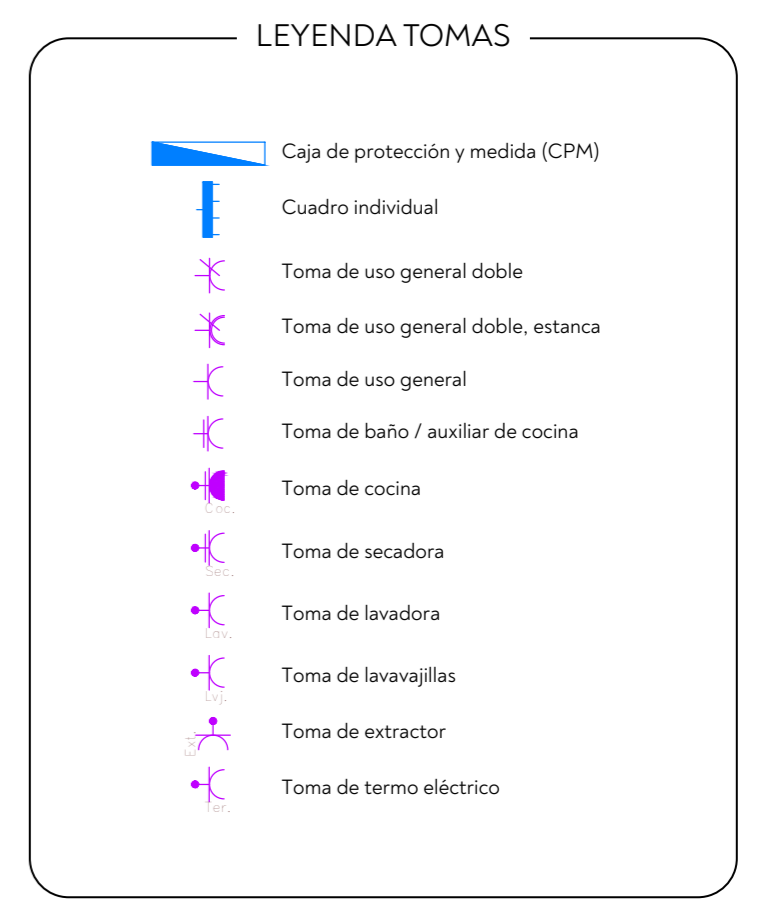 LEYENDA TOMAS
Caja de protección y medida (CPM)
Cuadro individual
Toma de uso general doble
Toma de uso general doble, estanca
Toma de uso general
Toma de baño / auxiliar de cocina
Toma de cocina
Coc.
Toma de secadora
Sec.
Toma de lavadora
Lav.
Toma de lavavajillas
Lvj.
Toma de extractor
Ext.
Toma de termo eléctrico
Ter.